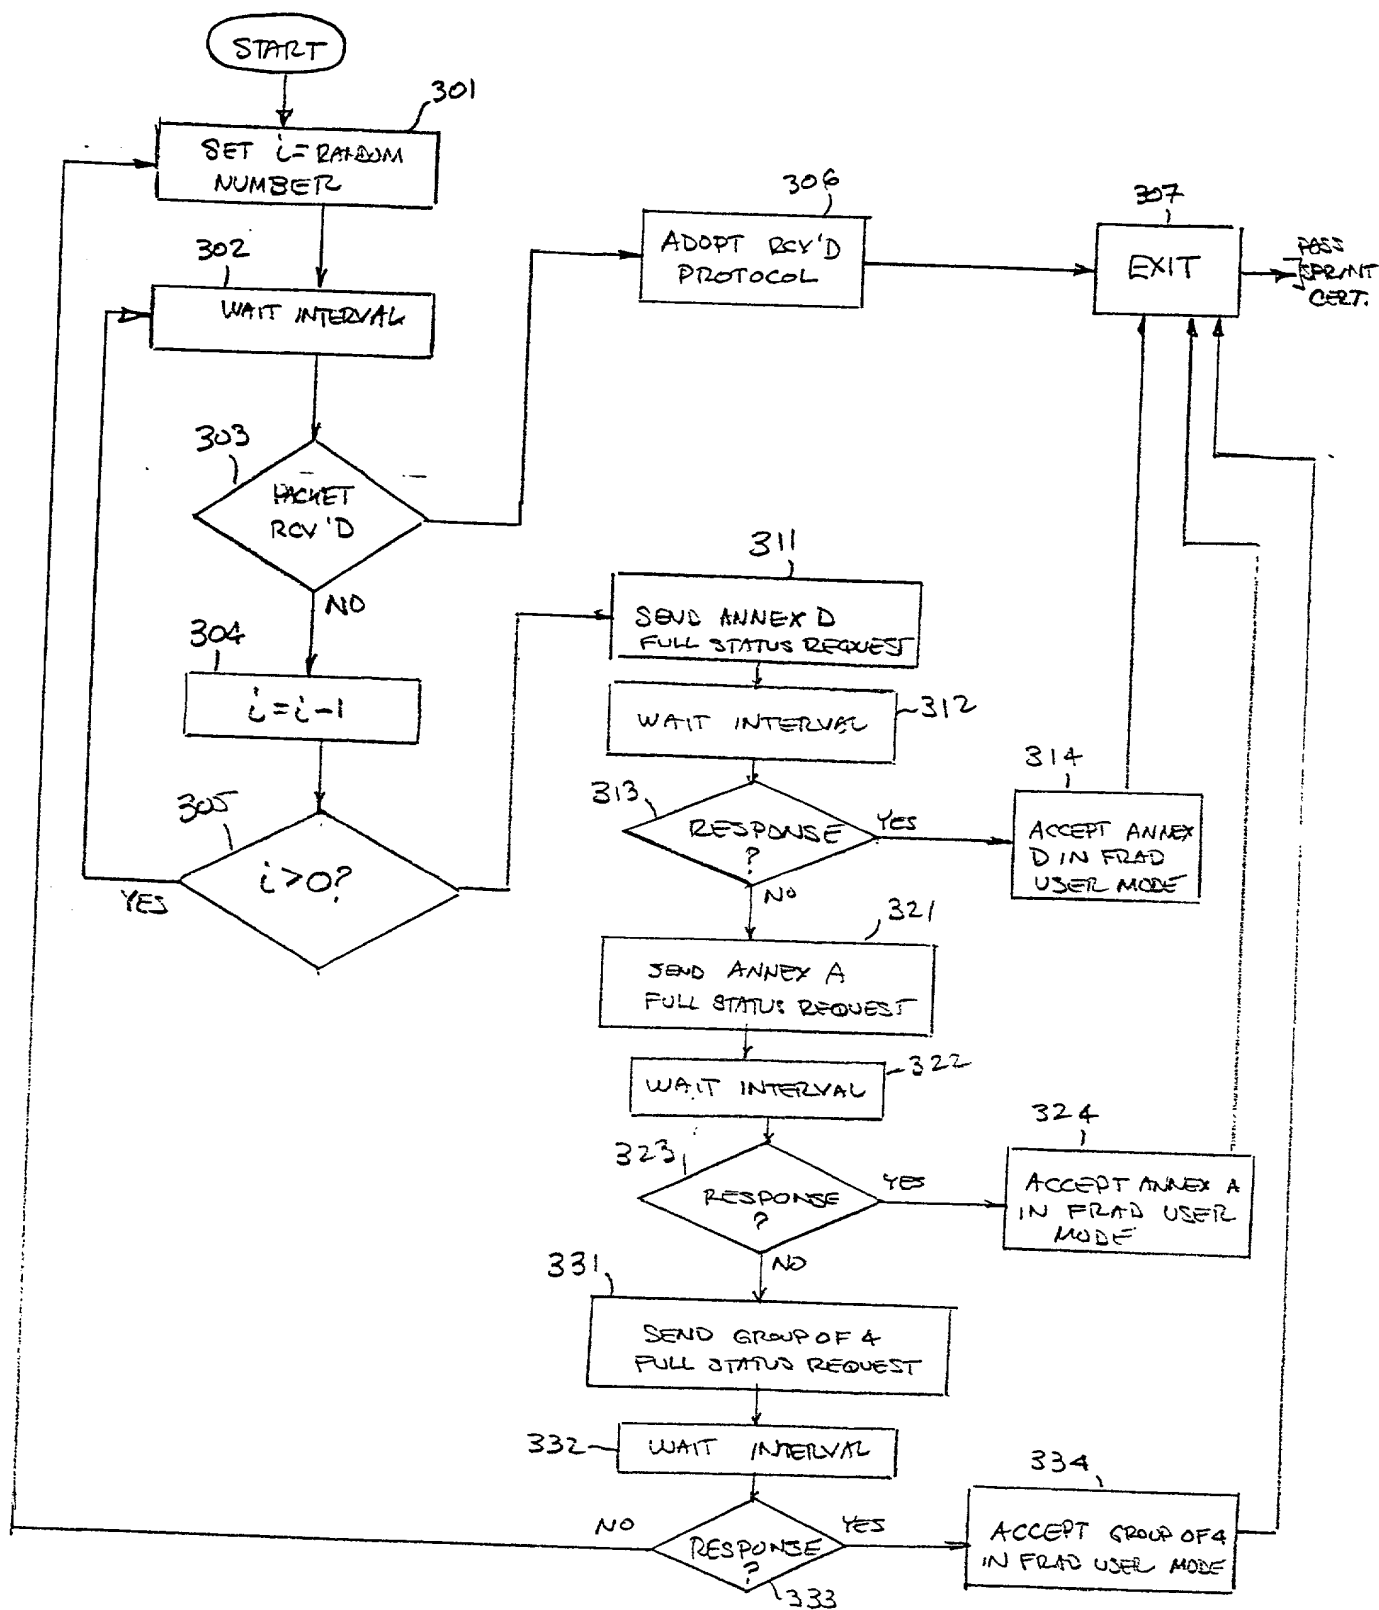 START
301
SET i=RANDOM
NUMBER
302
WAIT INTERVAL
303
PACKET
RCV'D
NO
304
i=i-1
305
i>0?
YES
306
ADOPT RCV'D
PROTOCOL
307
EXIT
PASS
SPRINT
CERT.
311
SEND ANNEX D
FULL STATUS REQUEST
WAIT INTERVAL
312
313
RESPONSE
?
YES
NO
314
ACCEPT ANNEX
D IN FRAD
USER MODE
321
SEND ANNEX A
FULL STATUS REQUEST
WAIT INTERVAL
322
323
RESPONSE
?
YES
NO
324
ACCEPT ANNEX A
IN FRAD USER
MODE
331
SEND GROUP OF 4
FULL STATUS REQUEST
332
WAIT INTERVAL
NO
RESPONSE
?
YES
333
334
ACCEPT GROUP OF 4
IN FRAD USER MODE